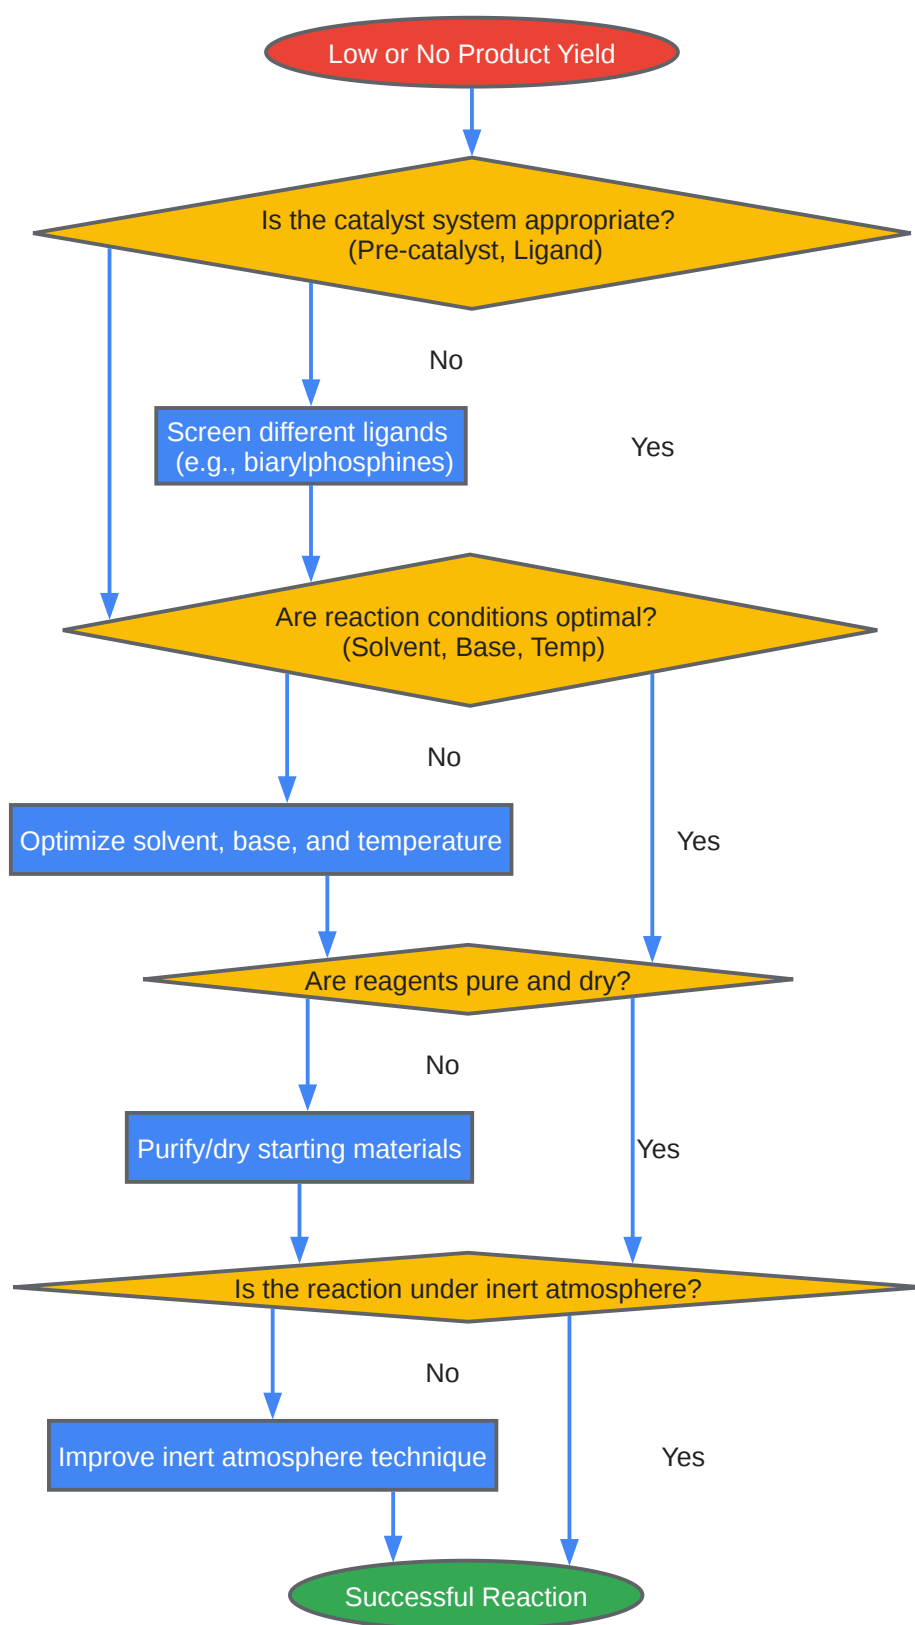 Low or No Product Yield
Is the catalyst system appropriate?
(Pre-catalyst, Ligand)
No
Screen different ligands
(e.g., biarylphosphines)
Yes
Are reaction conditions optimal?
(Solvent, Base, Temp)
No
Optimize solvent, base, and temperature
Yes
Are reagents pure and dry?
No
Purify/dry starting materials
Yes
Is the reaction under inert atmosphere?
No
Improve inert atmosphere technique
Yes
Successful Reaction